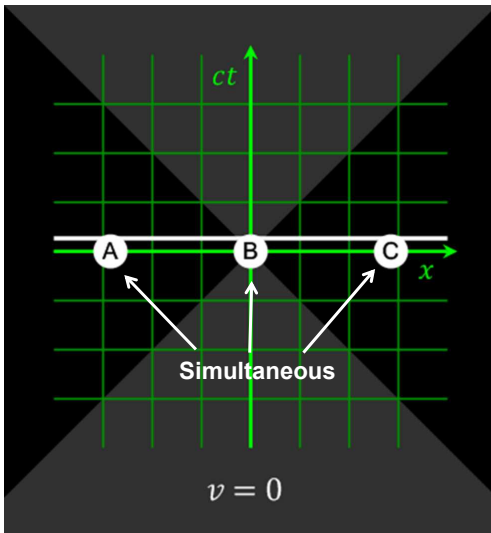 ct
A B C
x
Simultaneous
v = 0